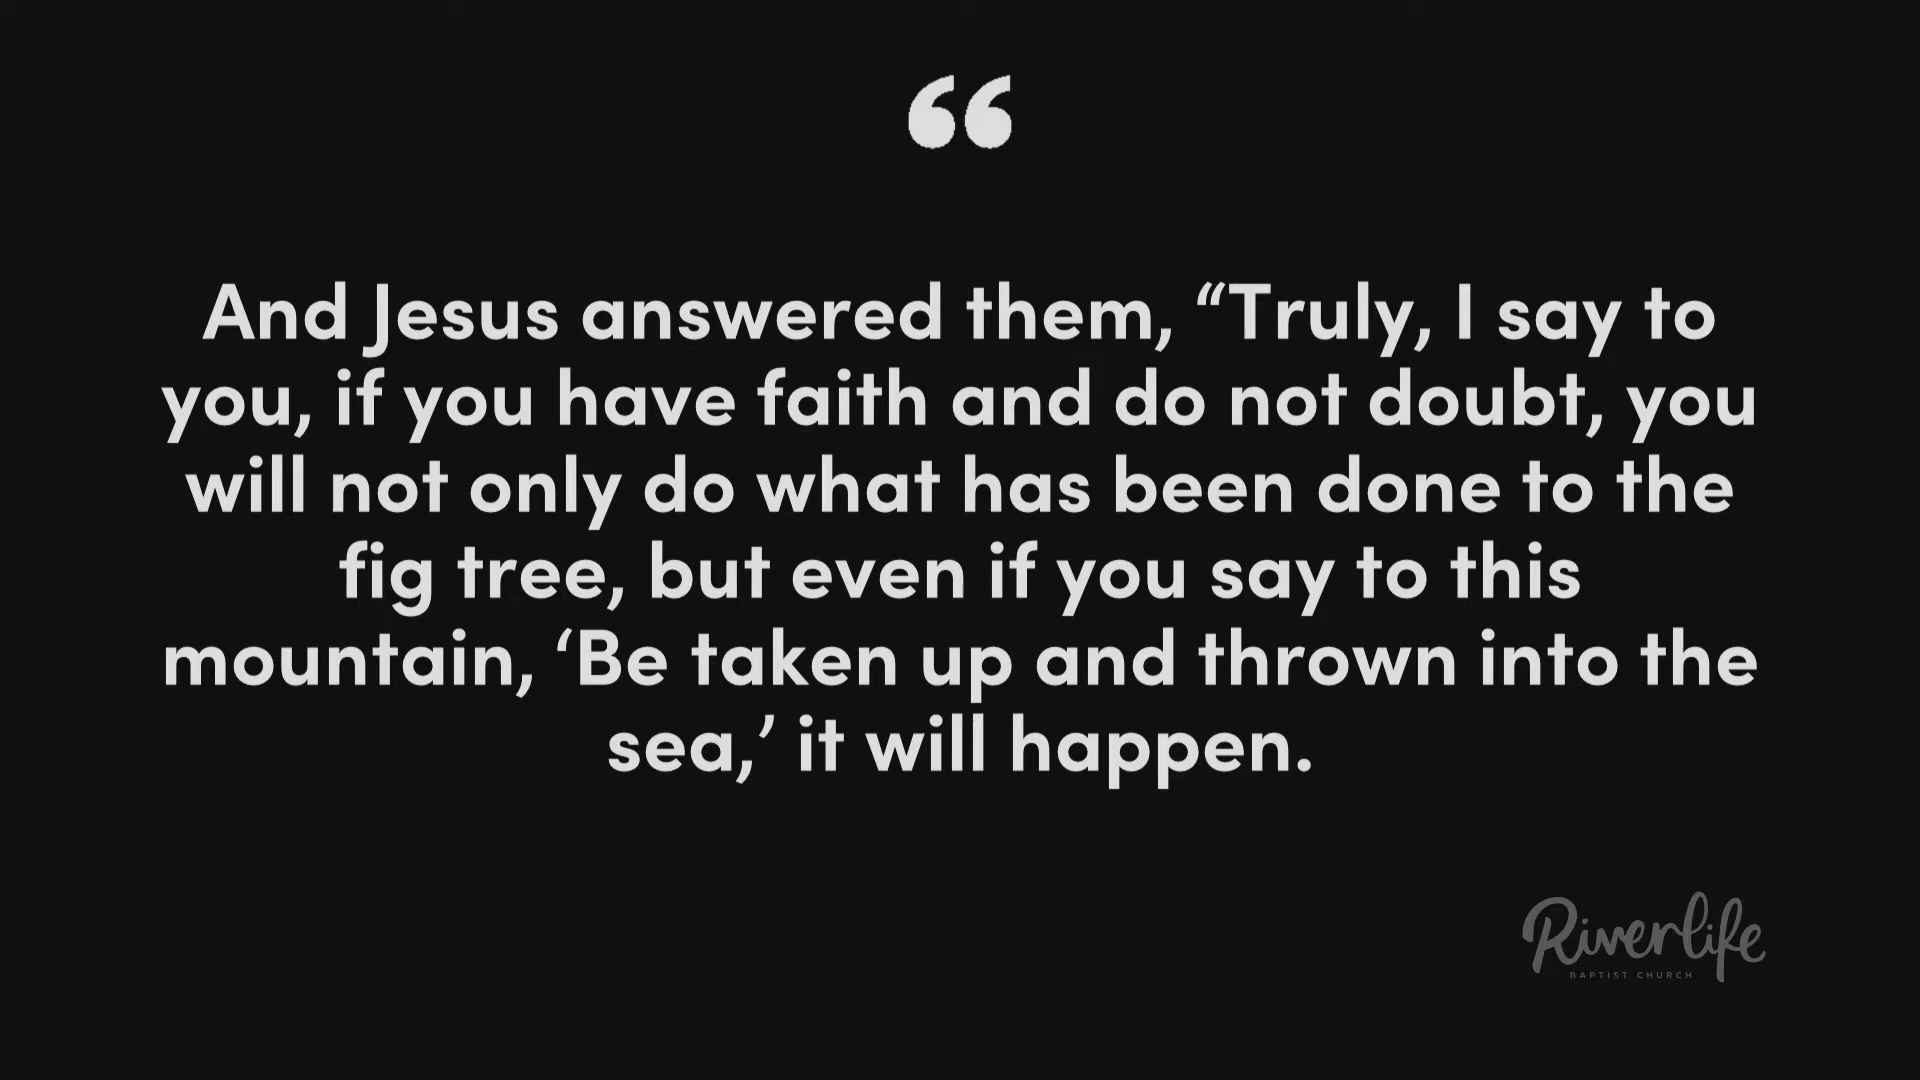 “
And Jesus answered them, “Truly, I say to
you, if you have faith and do not doubt, you
will not only do what has been done to the
fig tree, but even if you say to this
mountain, ‘Be taken up and thrown into the
sea,’ it will happen.
Riverlife
BAPTIST CHURCH